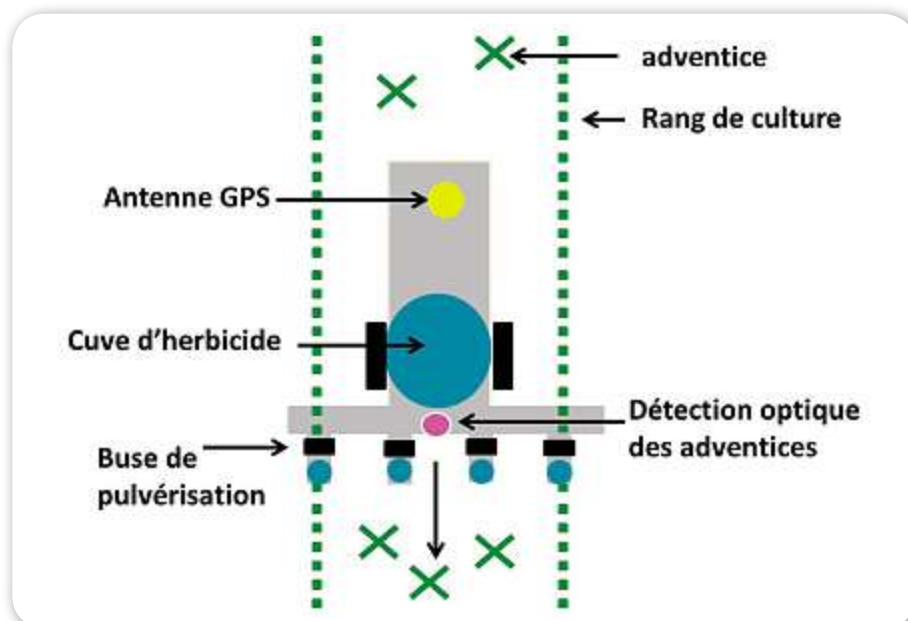 adventice
Rang de culture
Antenne GPS
Cuve d'herbicide
Détection optique
des adventices
Buse de
pulvérisation